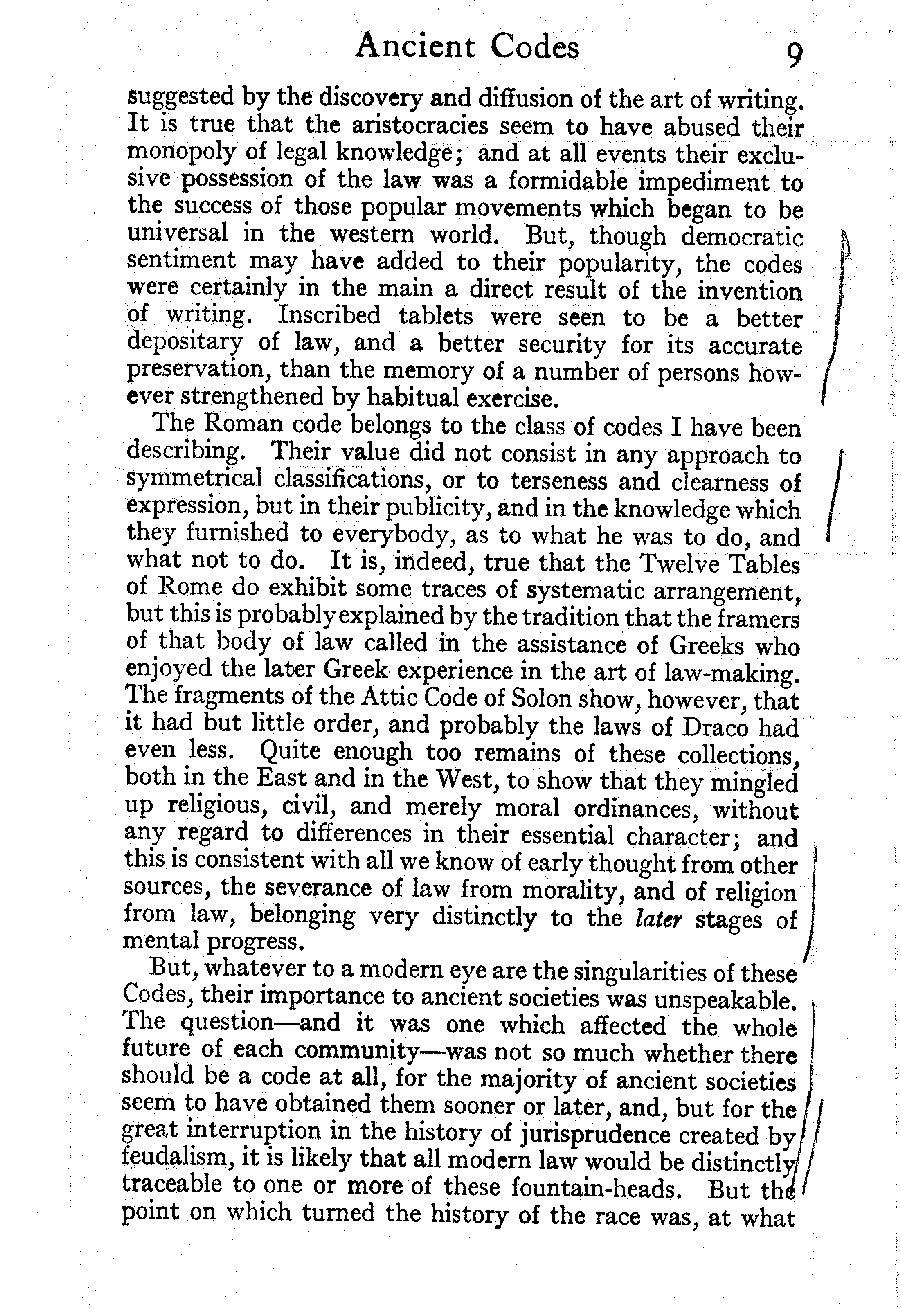 Ancient Codes 9
suggested by the discovery and diffusion of the art of writing.
It is true that the aristocracies seem to have abused their
monopoly of legal knowledge; and at all events their exclu-
sive possession of the law was a formidable impediment to
the success of those popular movements which began to be
universal in the western world. But, though democratic
sentiment may have added to their popularity, the codes
were certainly in the main a direct result of the invention
of writing. Inscribed tablets were seen to be a better
depositary of law, and a better security for its accurate
preservation, than the memory of a number of persons how-
ever strengthened by habitual exercise.
The Roman code belongs to the class of codes I have been
describing. Their value did not consist in any approach to
symmetrical classifications, or to terseness and clearness of
expression, but in their publicity, and in the knowledge which
they furnished to everybody, as to what he was to do, and
what not to do. It is, indeed, true that the Twelve Tables
of Rome do exhibit some traces of systematic arrangement,
but this is probably explained by the tradition that the framers
of that body of law called in the assistance of Greeks who
enjoyed the later Greek experience in the art of law-making.
The fragments of the Attic Code of Solon show, however, that
it had but little order, and probably the laws of Draco had
even less. Quite enough too remains of these collections,
both in the East and in the West, to show that they mingled
up religious, civil, and merely moral ordinances, without
any regard to differences in their essential character; and
this is consistent with all we know of early thought from other
sources, the severance of law from morality, and of religion
from law, belonging very distinctly to the later stages of
mental progress.
But, whatever to a modern eye are the singularities of these
Codes, their importance to ancient societies was unspeakable.
The question—and it was one which affected the whole
future of each community—was not so much whether there
should be a code at all, for the majority of ancient societies
seem to have obtained them sooner or later, and, but for the
great interruption in the history of jurisprudence created by
feudalism, it is likely that all modern law would be distinctly
traceable to one or more of these fountain-heads. But the
point on which turned the history of the race was, at what